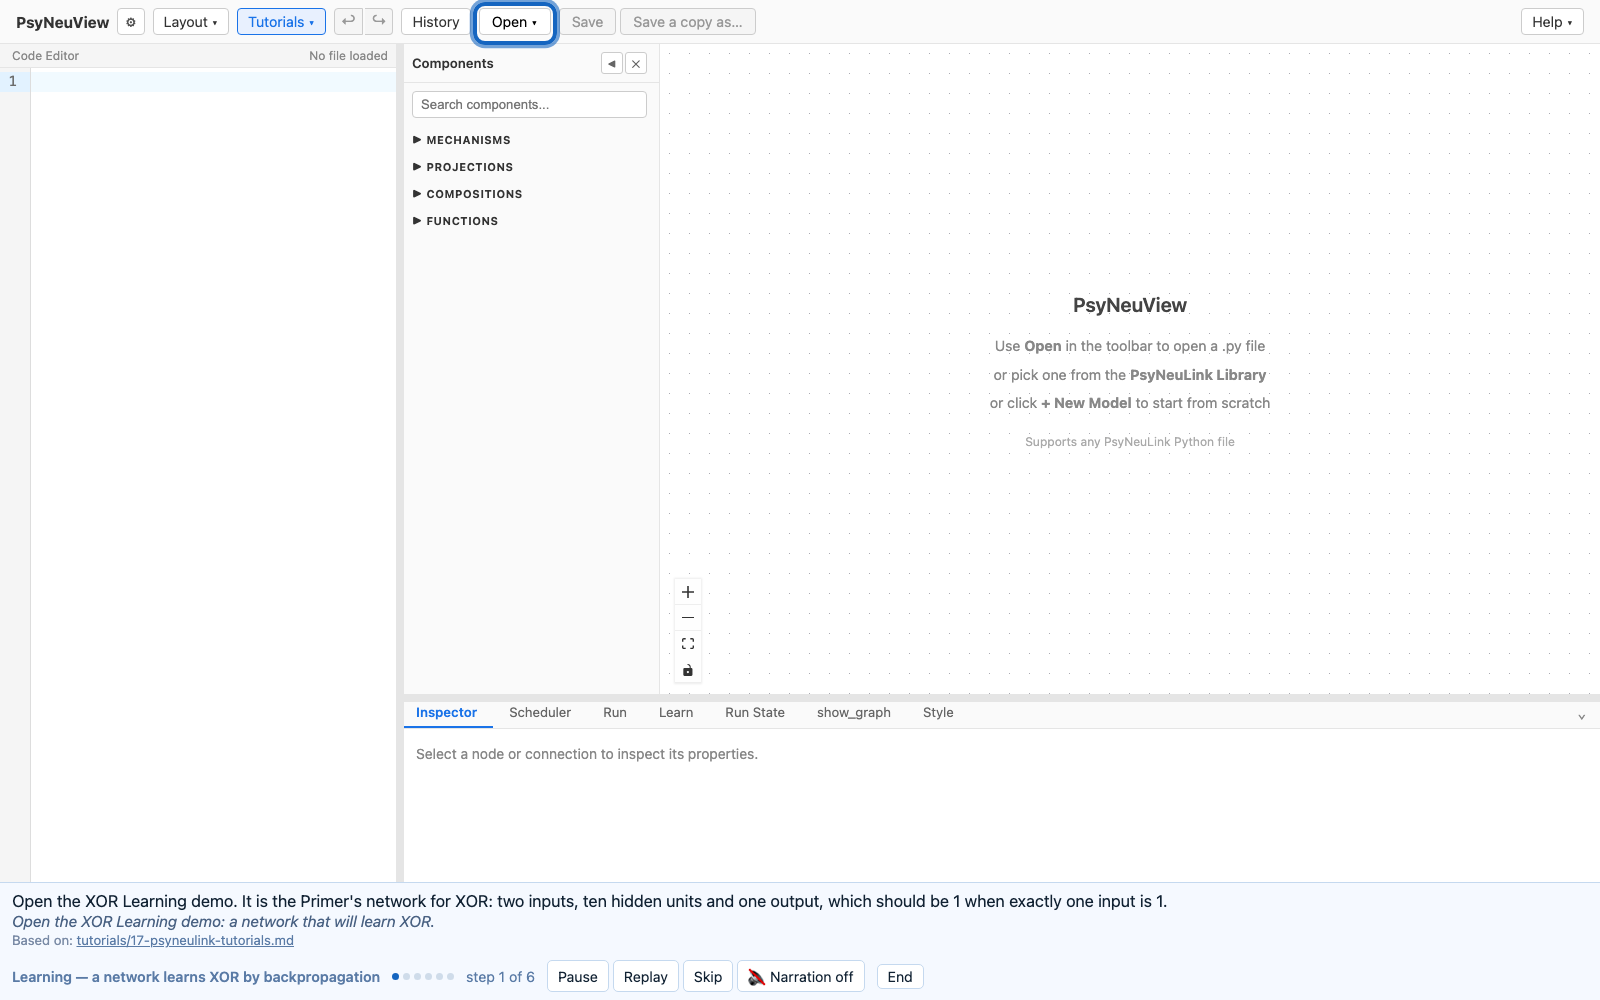 PsyNeuView
Layout
Tutorials
History
Open
Save
Save a copy as...
Help
Code Editor
No file loaded
1
Components
Search components...
MECHANISMS
PROJECTIONS
COMPOSITIONS
FUNCTIONS
PsyNeuView
Use Open in the toolbar to open a .py file
or pick one from the PsyNeuLink Library
or click + New Model to start from scratch
Supports any PsyNeuLink Python file
Inspector
Scheduler
Run
Learn
Run State
show_graph
Style
Select a node or connection to inspect its properties.
Open the XOR Learning demo. It is the Primer's network for XOR: two inputs, ten hidden units and one output, which should be 1 when exactly one input is 1.
Open the XOR Learning demo: a network that will learn XOR.
Based on: tutorials/17-psyneulink-tutorials.md
Learning — a network learns XOR by backpropagation
step 1 of 6
Pause
Replay
Skip
Narration off
End